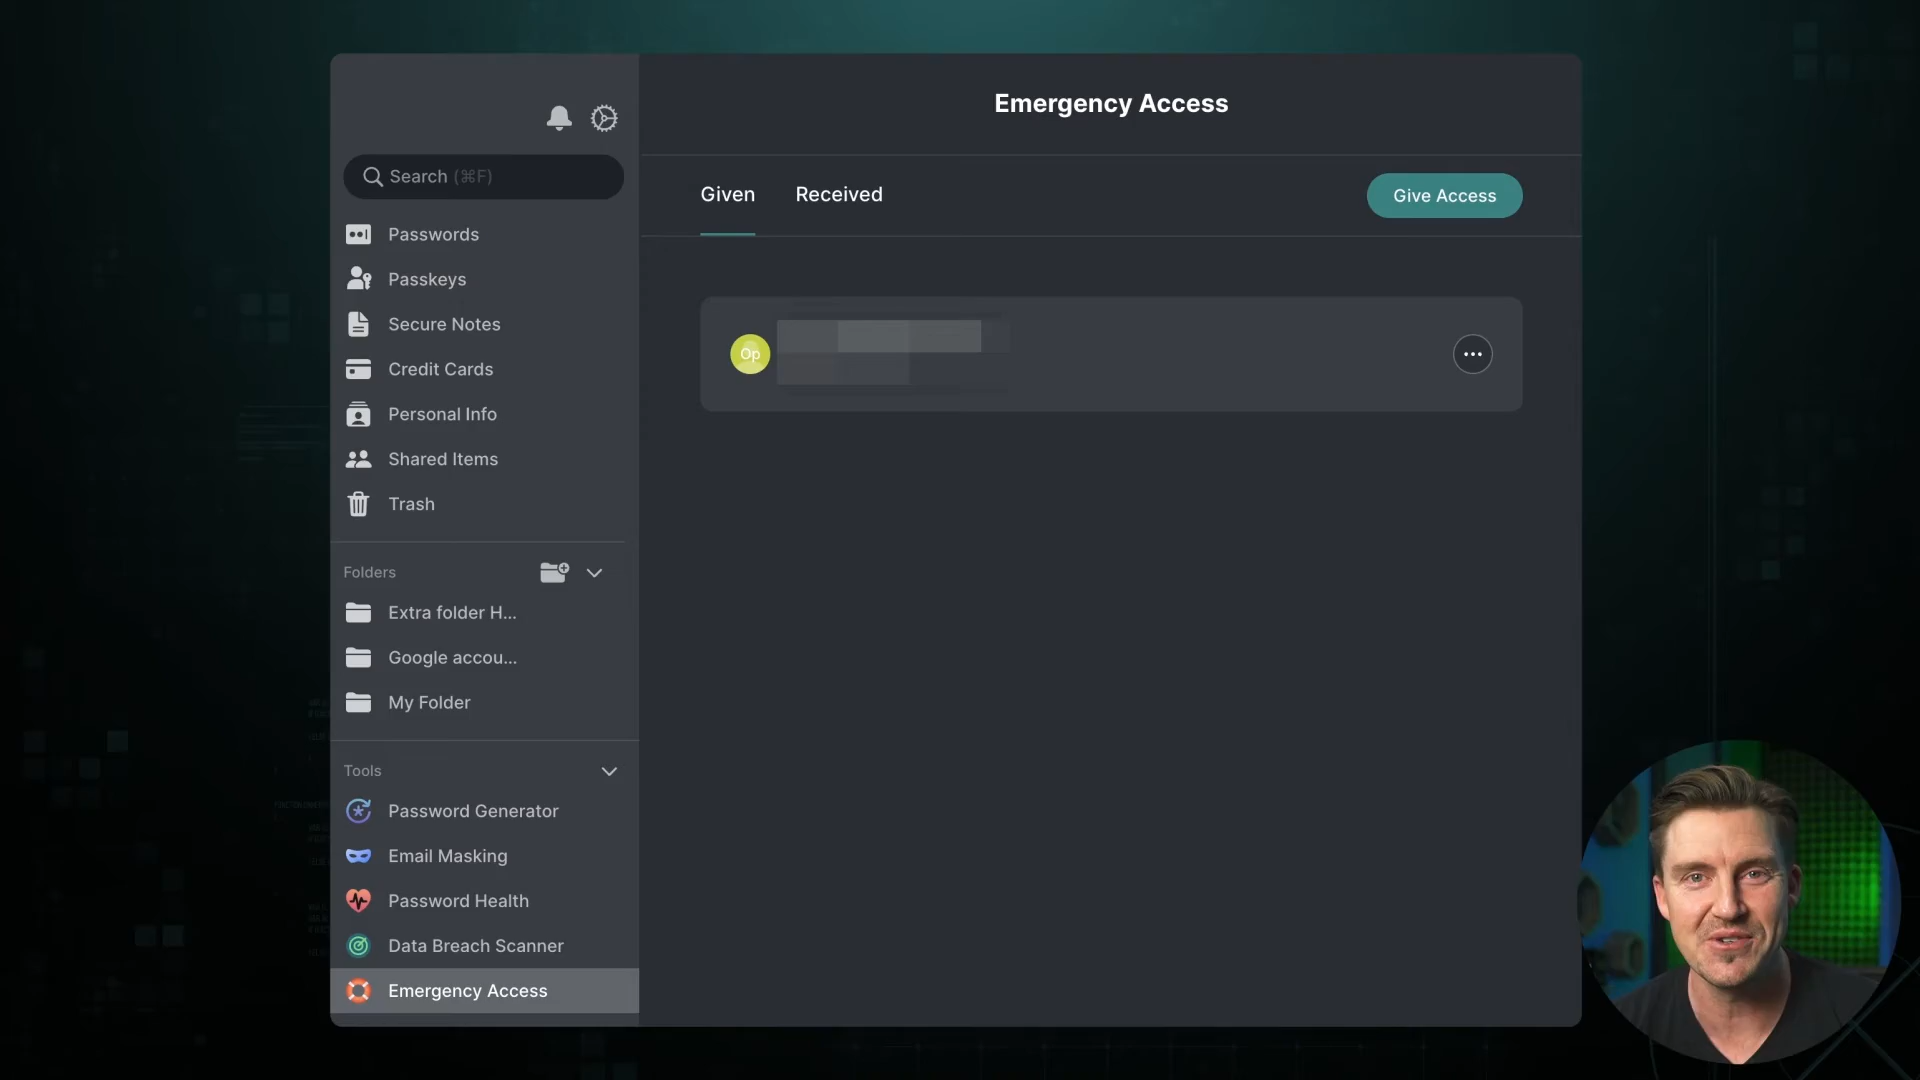 Emergency Access
Search (⌘F)
Given
Received
Give Access
Passwords
Passkeys
Secure Notes
Credit Cards
Personal Info
Shared Items
Trash
Op
Folders
Extra folder H...
Google accou...
My Folder
Tools
Password Generator
Email Masking
Password Health
Data Breach Scanner
Emergency Access